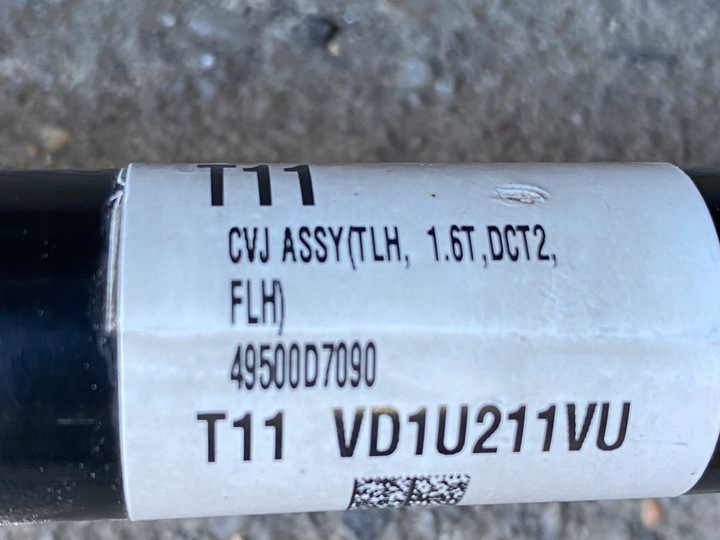 T11
CVJ ASSY(TLH, 1.6T,DCT2,
FLH)
49500D7090
T11 VD1U211VU